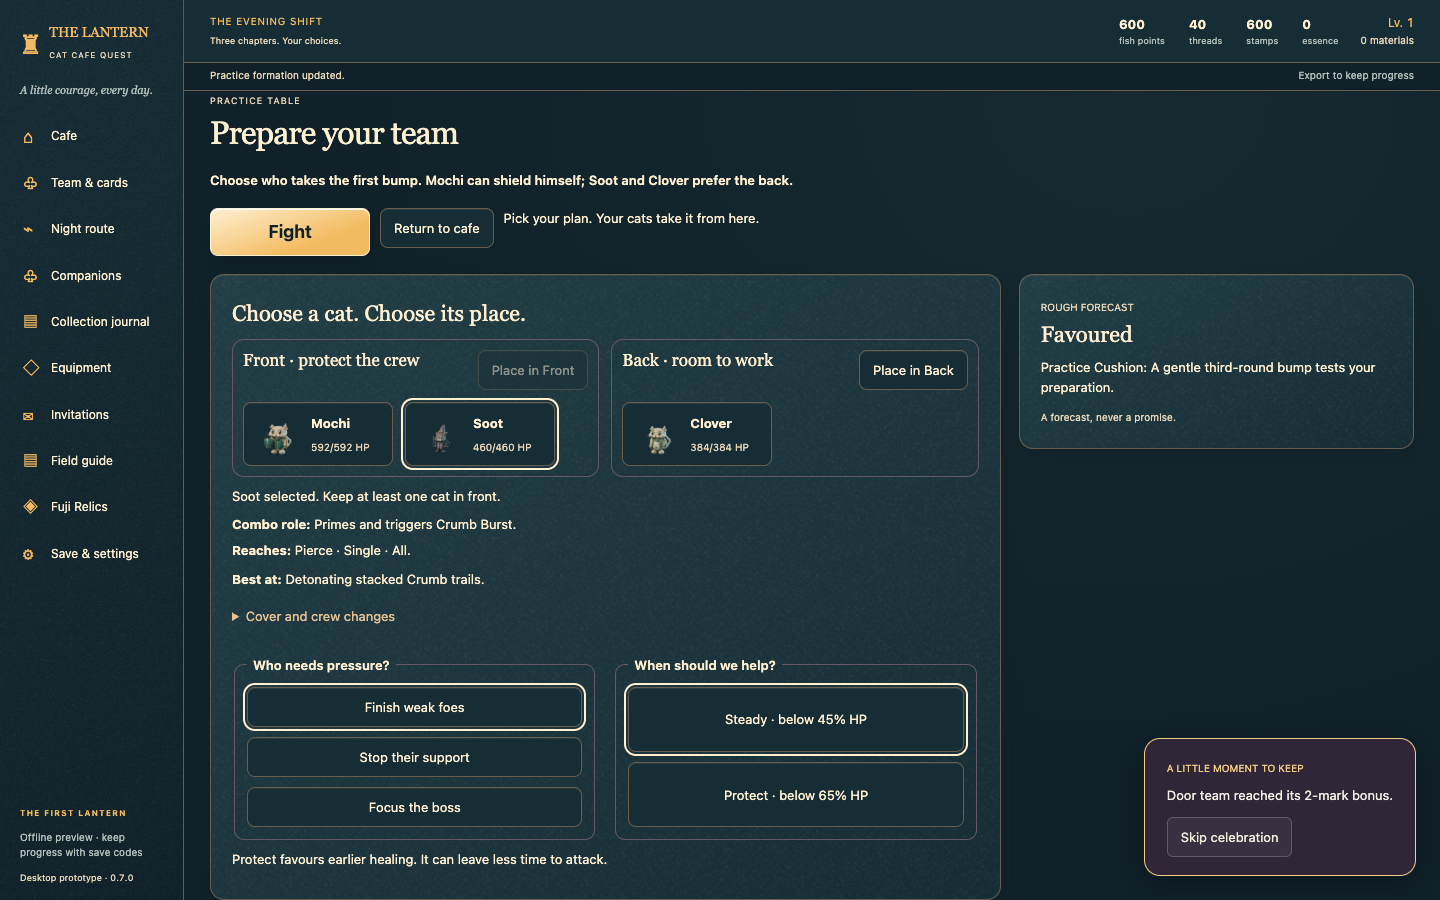 THE LANTERN
CAT CAFE QUEST
A little courage, every day.
Cafe
Team & cards
Night route
Companions
Collection journal
Equipment
Invitations
Field guide
Fuji Relics
Save & settings
THE FIRST LANTERN
Offline preview · keep
progress with save codes
Desktop prototype · 0.7.0
THE EVENING SHIFT
Three chapters. Your choices.
600
fish points
40
threads
600
stamps
0
essence
Lv. 1
0 materials
Practice formation updated.
Export to keep progress
PRACTICE TABLE
Prepare your team
Choose who takes the first bump. Mochi can shield himself; Soot and Clover prefer the back.
Fight
Return to cafe
Pick your plan. Your cats take it from here.
Choose a cat. Choose its place.
Front · protect the crew
Place in Front
Mochi
592/592 HP
Soot
460/460 HP
Back · room to work
Place in Back
Clover
384/384 HP
Soot selected. Keep at least one cat in front.
Combo role: Primes and triggers Crumb Burst.
Reaches: Pierce · Single · All.
Best at: Detonating stacked Crumb trails.
Cover and crew changes
Who needs pressure?
Finish weak foes
Stop their support
Focus the boss
When should we help?
Steady · below 45% HP
Protect · below 65% HP
Protect favours earlier healing. It can leave less time to attack.
ROUGH FORECAST
Favoured
Practice Cushion: A gentle third-round bump tests your
preparation.
A forecast, never a promise.
A LITTLE MOMENT TO KEEP
Door team reached its 2-mark bonus.
Skip celebration